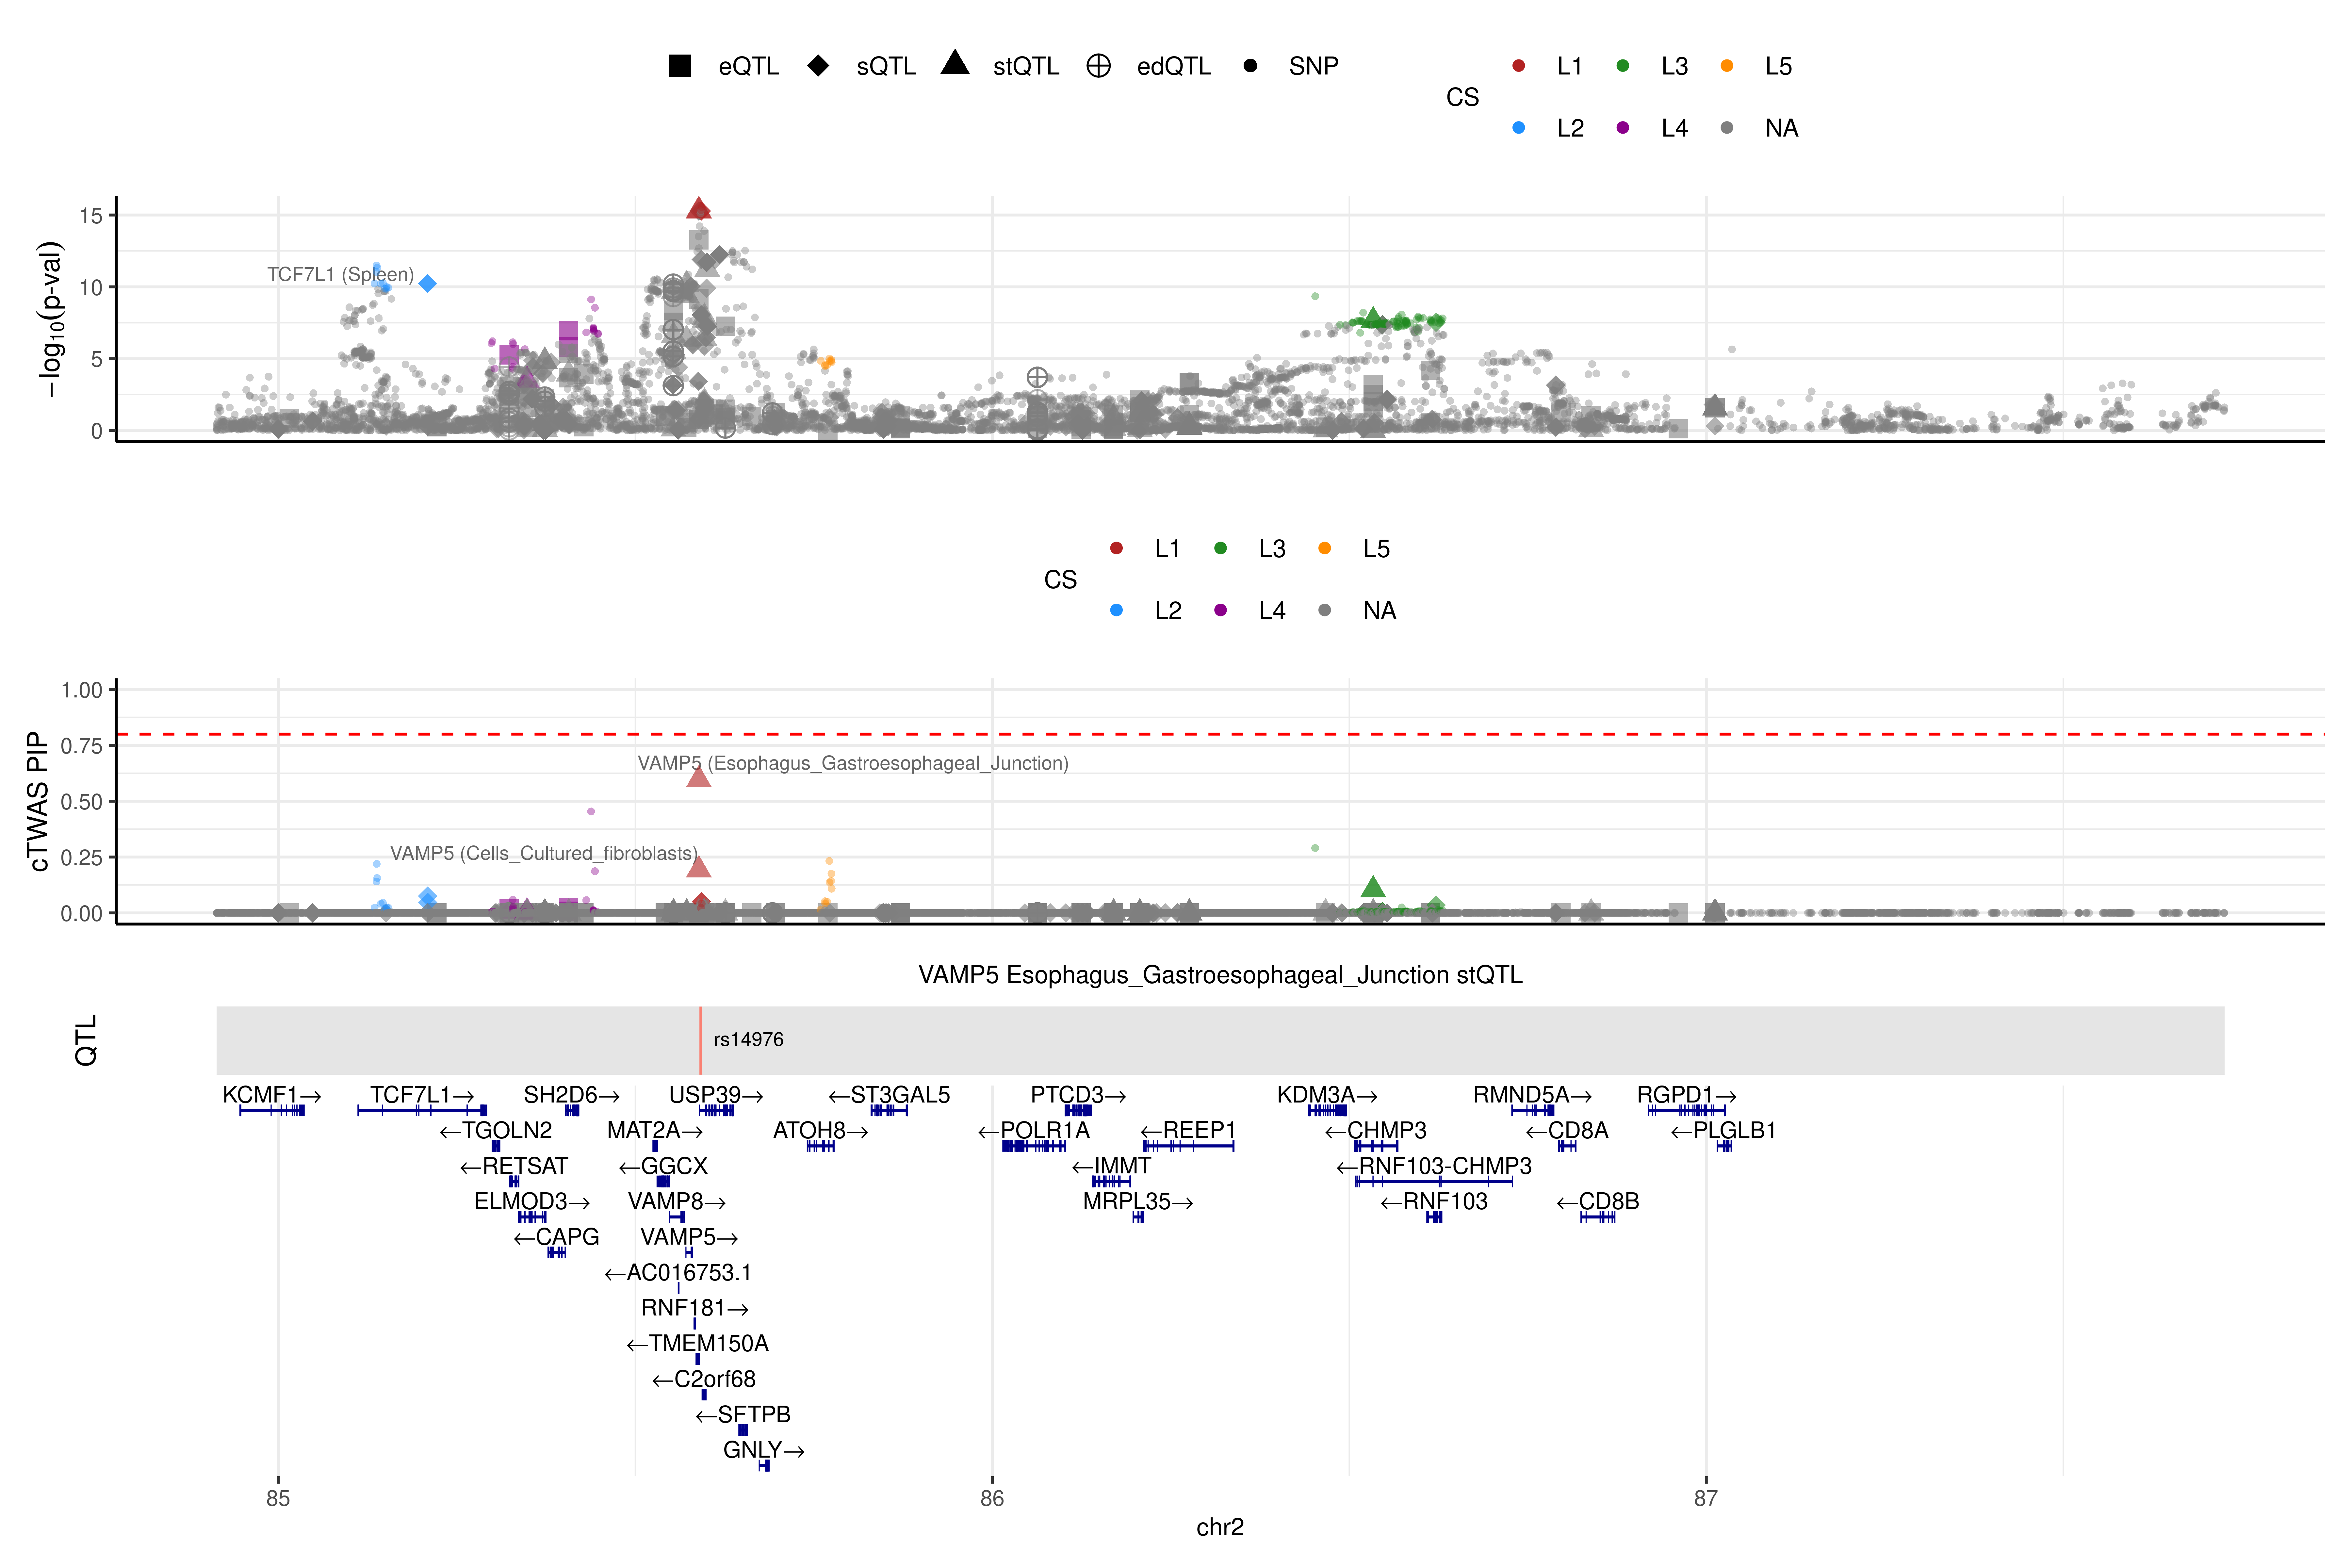 eQTL sQTL stQTL edQTL SNP
CS
L1 L3 L5
L2 L4 NA
−log10(p-val)
15
10
5
0
TCF7L1 (Spleen)
CS
L1 L3 L5
L2 L4 NA
cTWAS PIP
1.00
0.75
0.50
0.25
0.00
VAMP5 (Esophagus_Gastroesophageal_Junction)
VAMP5 (Cells_Cultured_fibroblasts)
VAMP5 Esophagus_Gastroesophageal_Junction stQTL
QTL
rs14976
KCMF1→ TCF7L1→ SH2D6→ USP39→ ←ST3GAL5 PTCD3→ KDM3A→ RMND5A→ RGPD1→
←TGOLN2 MAT2A→ ATOH8→ ←POLR1A ←REEP1 ←CHMP3 ←CD8A ←PLGLB1
←RETSAT ←GGCX ←IMMT ←RNF103-CHMP3
ELMOD3→ VAMP8→ MRPL35→ ←RNF103 ←CD8B
←CAPG VAMP5→
←AC016753.1
RNF181→
←TMEM150A
←C2orf68
←SFTPB
GNLY→
85 86 87
chr2